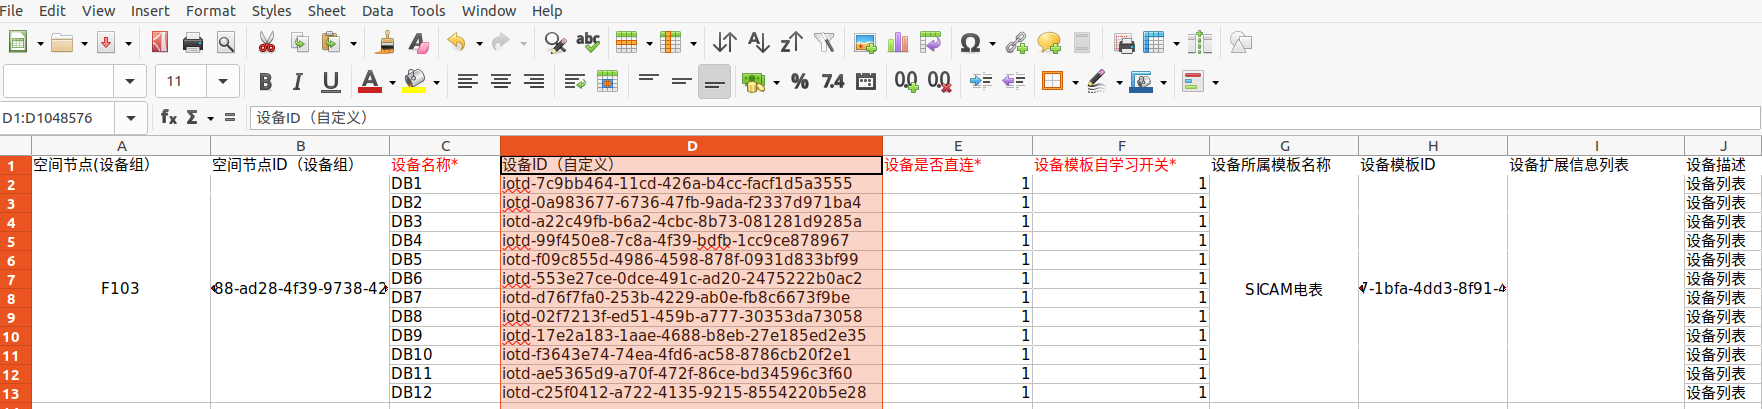 File Edit View Insert Format Styles Sheet Data Tools Window Help
11
D1:D1048576 设备ID（自定义）
A B C D E F G H I J
1 空间节点(设备组） 空间节点ID（设备组） 设备名称* 设备ID（自定义） 设备是否直连* 设备模板自学习开关* 设备所属模板名称 设备模板ID 设备扩展信息列表 设备描述
2 DB1 iotd-7c9bb464-11cd-426a-b4cc-facf1d5a3555 1 1 设备列表
3 DB2 iotd-0a983677-6736-47fb-9ada-f2337d971ba4 1 1 设备列表
4 DB3 iotd-a22c49fb-b6a2-4cbc-8b73-081281d9285a 1 1 设备列表
5 DB4 iotd-99f450e8-7c8a-4f39-bdfb-1cc9ce878967 1 1 设备列表
6 DB5 iotd-f09c855d-4986-4598-878f-0931d833bf99 1 1 设备列表
7 F103 88-ad28-4f39-9738-42 DB6 iotd-553e27ce-0dce-491c-ad20-2475222b0ac2 1 1 SICAM电表 7-1bfa-4dd3-8f91-4 设备列表
8 DB7 iotd-d76f7fa0-253b-4229-ab0e-fb8c6673f9be 1 1 设备列表
9 DB8 iotd-02f7213f-ed51-459b-a777-30353da73058 1 1 设备列表
10 DB9 iotd-17e2a183-1aae-4688-b8eb-27e185ed2e35 1 1 设备列表
11 DB10 iotd-f3643e74-74ea-4fd6-ac58-8786cb20f2e1 1 1 设备列表
12 DB11 iotd-ae5365d9-a70f-472f-86ce-bd34596c3f60 1 1 设备列表
13 DB12 iotd-c25f0412-a722-4135-9215-8554220b5e28 1 1 设备列表